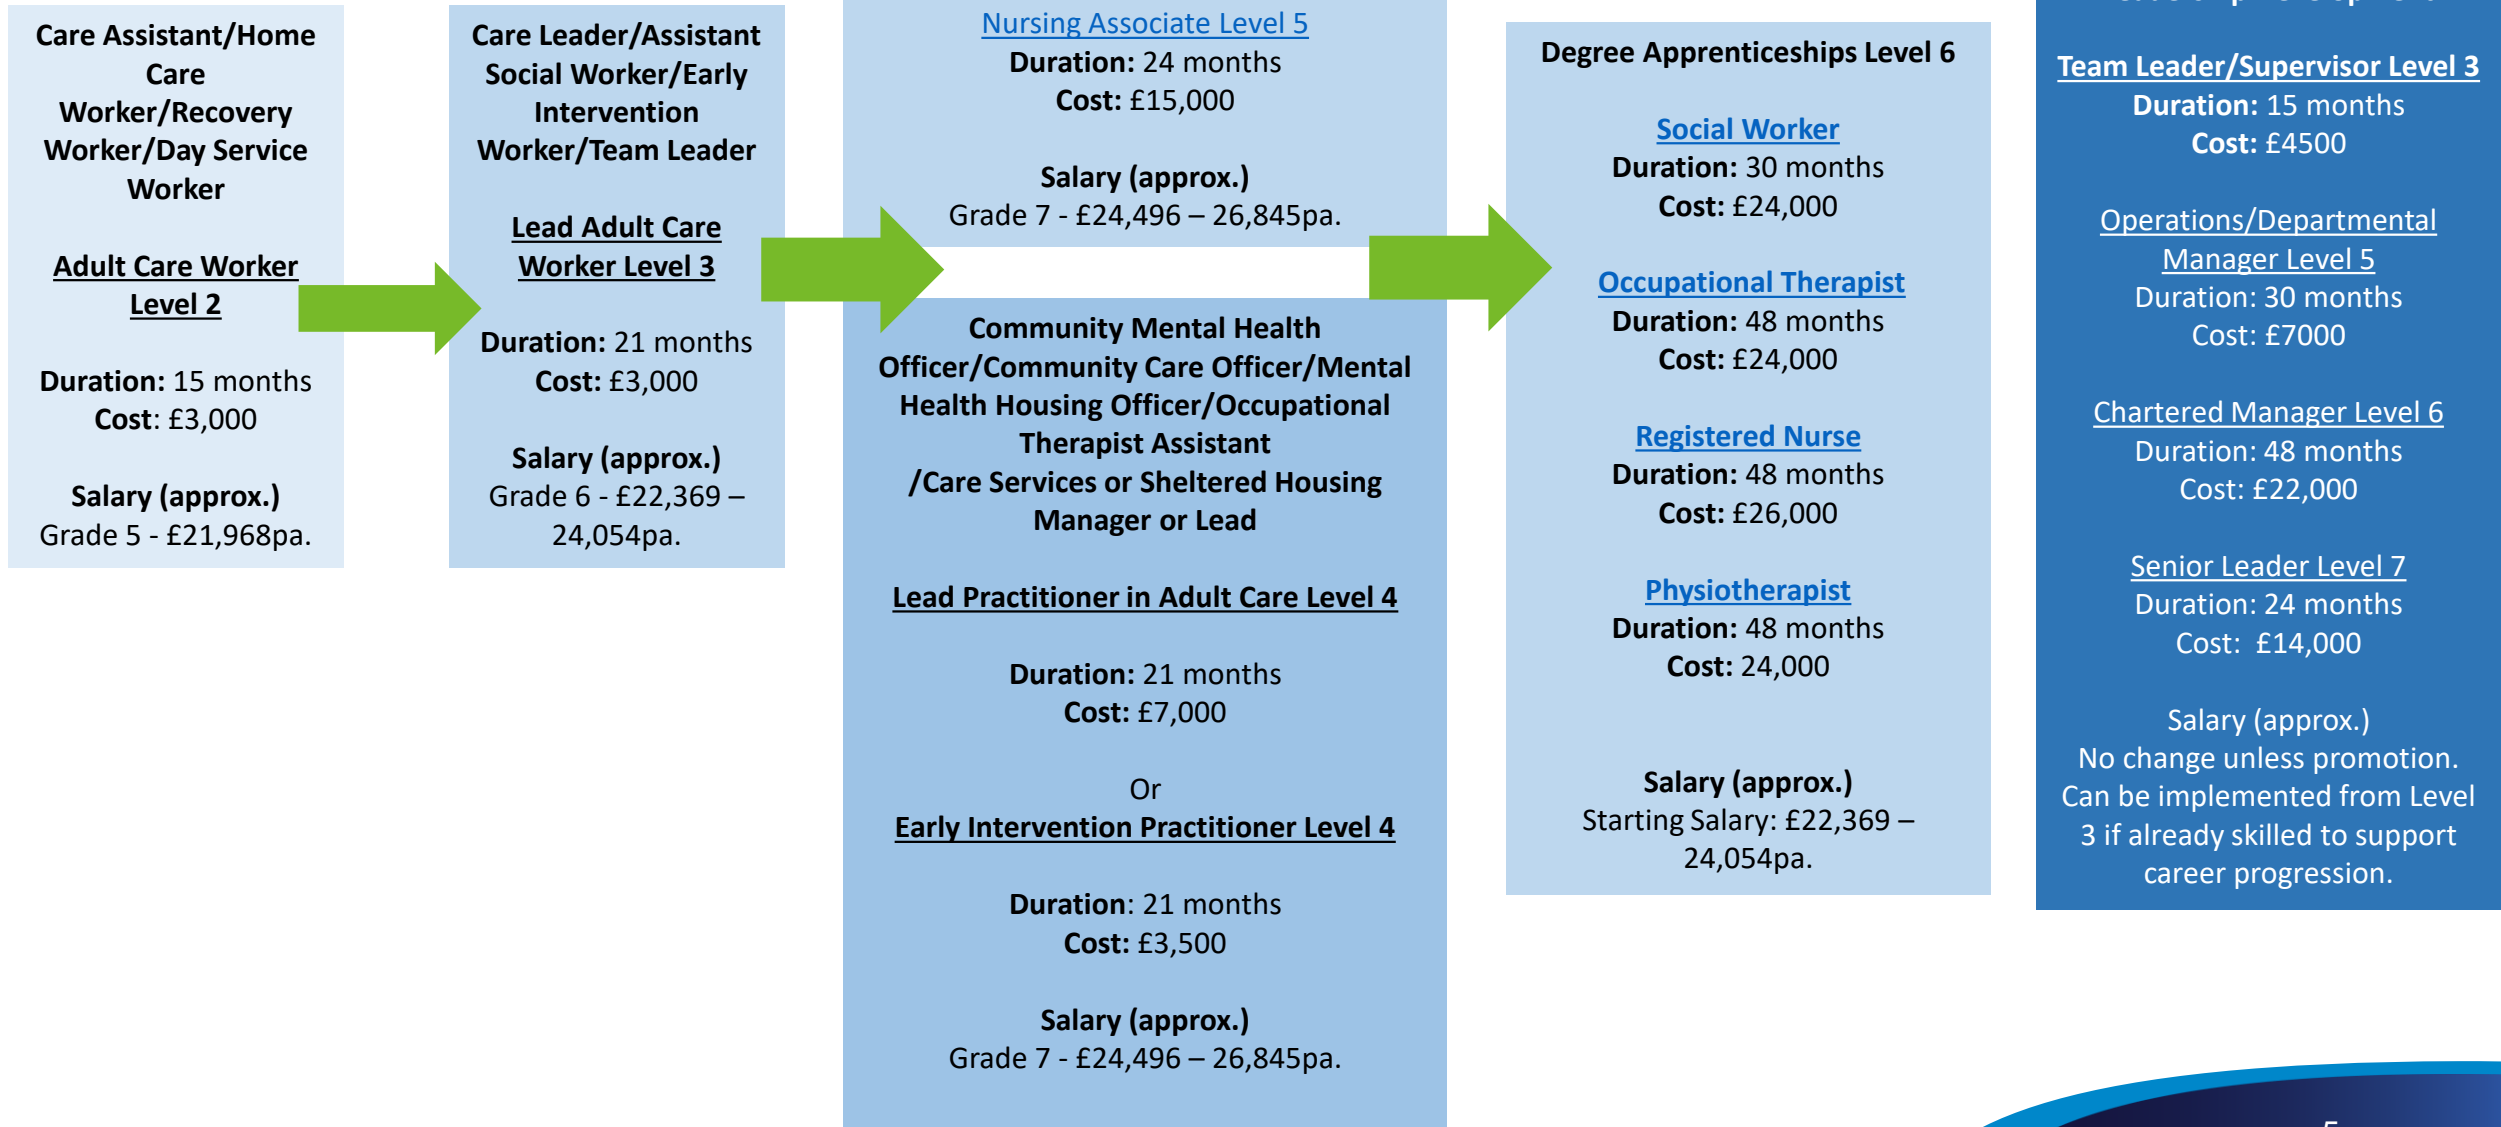 Care Assistant/Home
Care
Worker/Recovery
Worker/Day Service
Worker
Adult Care Worker
Level 2
Duration: 15 months
Cost: £3,000
Salary (approx.)
Grade 5 - £21,968pa.
Care Leader/Assistant
Social Worker/Early
Intervention
Worker/Team Leader
Lead Adult Care
Worker Level 3
Duration: 21 months
Cost: £3,000
Salary (approx.)
Grade 6 - £22,369 –
24,054pa.
Nursing Associate Level 5
Duration: 24 months
Cost: £15,000
Salary (approx.)
Grade 7 - £24,496 – 26,845pa.
Community Mental Health
Officer/Community Care Officer/Mental
Health Housing Officer/Occupational
Therapist Assistant
/Care Services or Sheltered Housing
Manager or Lead
Lead Practitioner in Adult Care Level 4
Duration: 21 months
Cost: £7,000
Or
Early Intervention Practitioner Level 4
Duration: 21 months
Cost: £3,500
Salary (approx.)
Grade 7 - £24,496 – 26,845pa.
Degree Apprenticeships Level 6
Social Worker
Duration: 30 months
Cost: £24,000
Occupational Therapist
Duration: 48 months
Cost: £24,000
Registered Nurse
Duration: 48 months
Cost: £26,000
Physiotherapist
Duration: 48 months
Cost: 24,000
Salary (approx.)
Starting Salary: £22,369 –
24,054pa.
Team Leader/Supervisor Level 3
Duration: 15 months
Cost: £4500
Operations/Departmental
Manager Level 5
Duration: 30 months
Cost: £7000
Chartered Manager Level 6
Duration: 48 months
Cost: £22,000
Senior Leader Level 7
Duration: 24 months
Cost: £14,000
Salary (approx.)
No change unless promotion.
Can be implemented from Level
3 if already skilled to support
career progression.